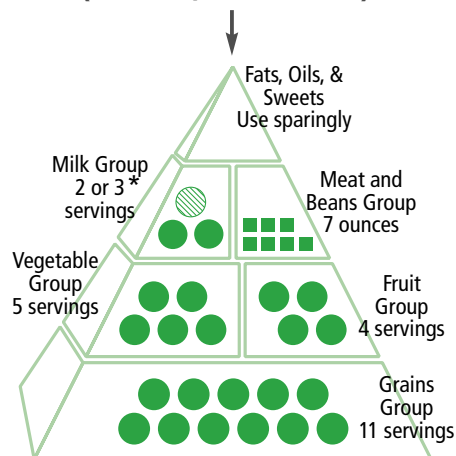 Fats, Oils, &
Sweets
Use sparingly
Milk Group
2 or 3*
servings
Meat and
Beans Group
7 ounces
Vegetable
Group
5 servings
Fruit
Group
4 servings
Grains
Group
11 servings